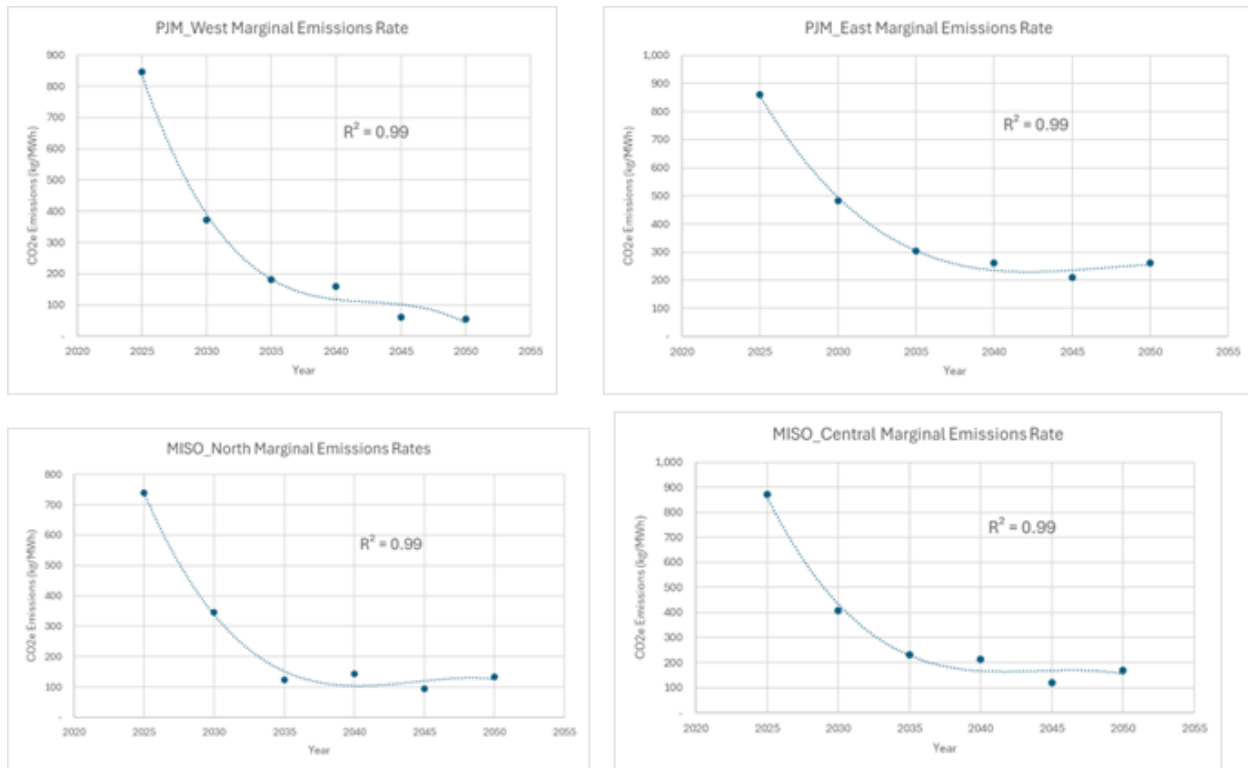 PJM_West Marginal Emissions Rate
900
800
700
600
500
400
300
200
100
-
CO2e Emissions (kg/MWh)
R² = 0.99
2020 2025 2030 2035 2040 2045 2050 2055
Year
PJM_East Marginal Emissions Rate
1,000
900
800
700
600
500
400
300
200
100
-
CO2e Emissions (kg/MWh)
R² = 0.99
2020 2025 2030 2035 2040 2045 2050 2055
Year
MISO_North Marginal Emissions Rates
800
700
600
500
400
300
200
100
-
CO2e Emissions (kg/MWh)
R² = 0.99
2020 2025 2030 2035 2040 2045 2050 2055
Year
MISO_Central Marginal Emissions Rate
1,000
900
800
700
600
500
400
300
200
100
-
CO2e Emissions (kg/MWh)
R² = 0.99
2020 2025 2030 2035 2040 2045 2050 2055
Year